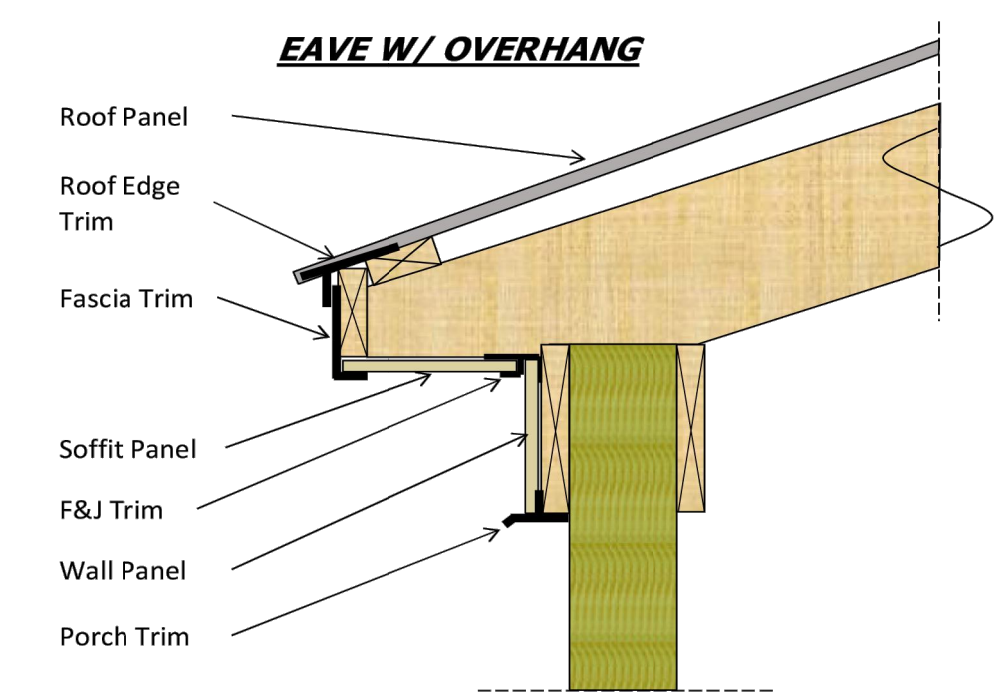 EAVE W/ OVERHANG
Roof Panel
Roof Edge
Trim
Fascia Trim
Soffit Panel
F&J Trim
Wall Panel
Porch Trim